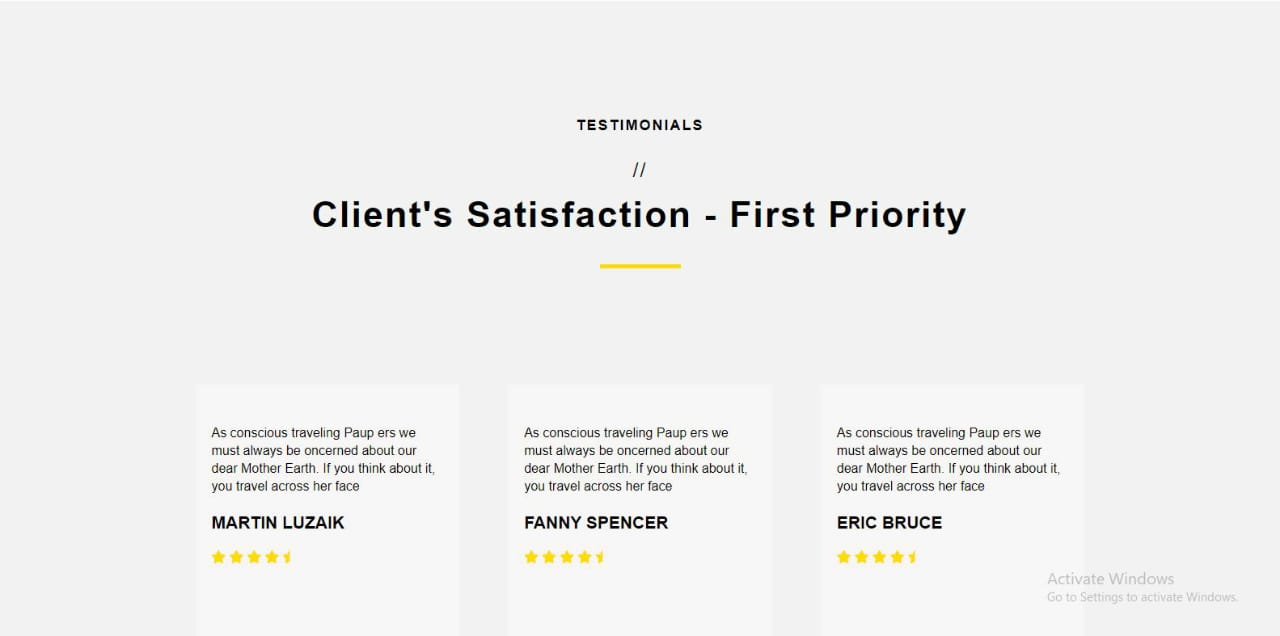 TESTIMONIALS
//
Client's Satisfaction - First Priority
As conscious traveling Paup ers we
must always be oncerned about our
dear Mother Earth. If you think about it,
you travel across her face
MARTIN LUZAIK
As conscious traveling Paup ers we
must always be oncerned about our
dear Mother Earth. If you think about it,
you travel across her face
FANNY SPENCER
As conscious traveling Paup ers we
must always be oncerned about our
dear Mother Earth. If you think about it,
you travel across her face
ERIC BRUCE
Activate Windows
Go to Settings to activate Windows.